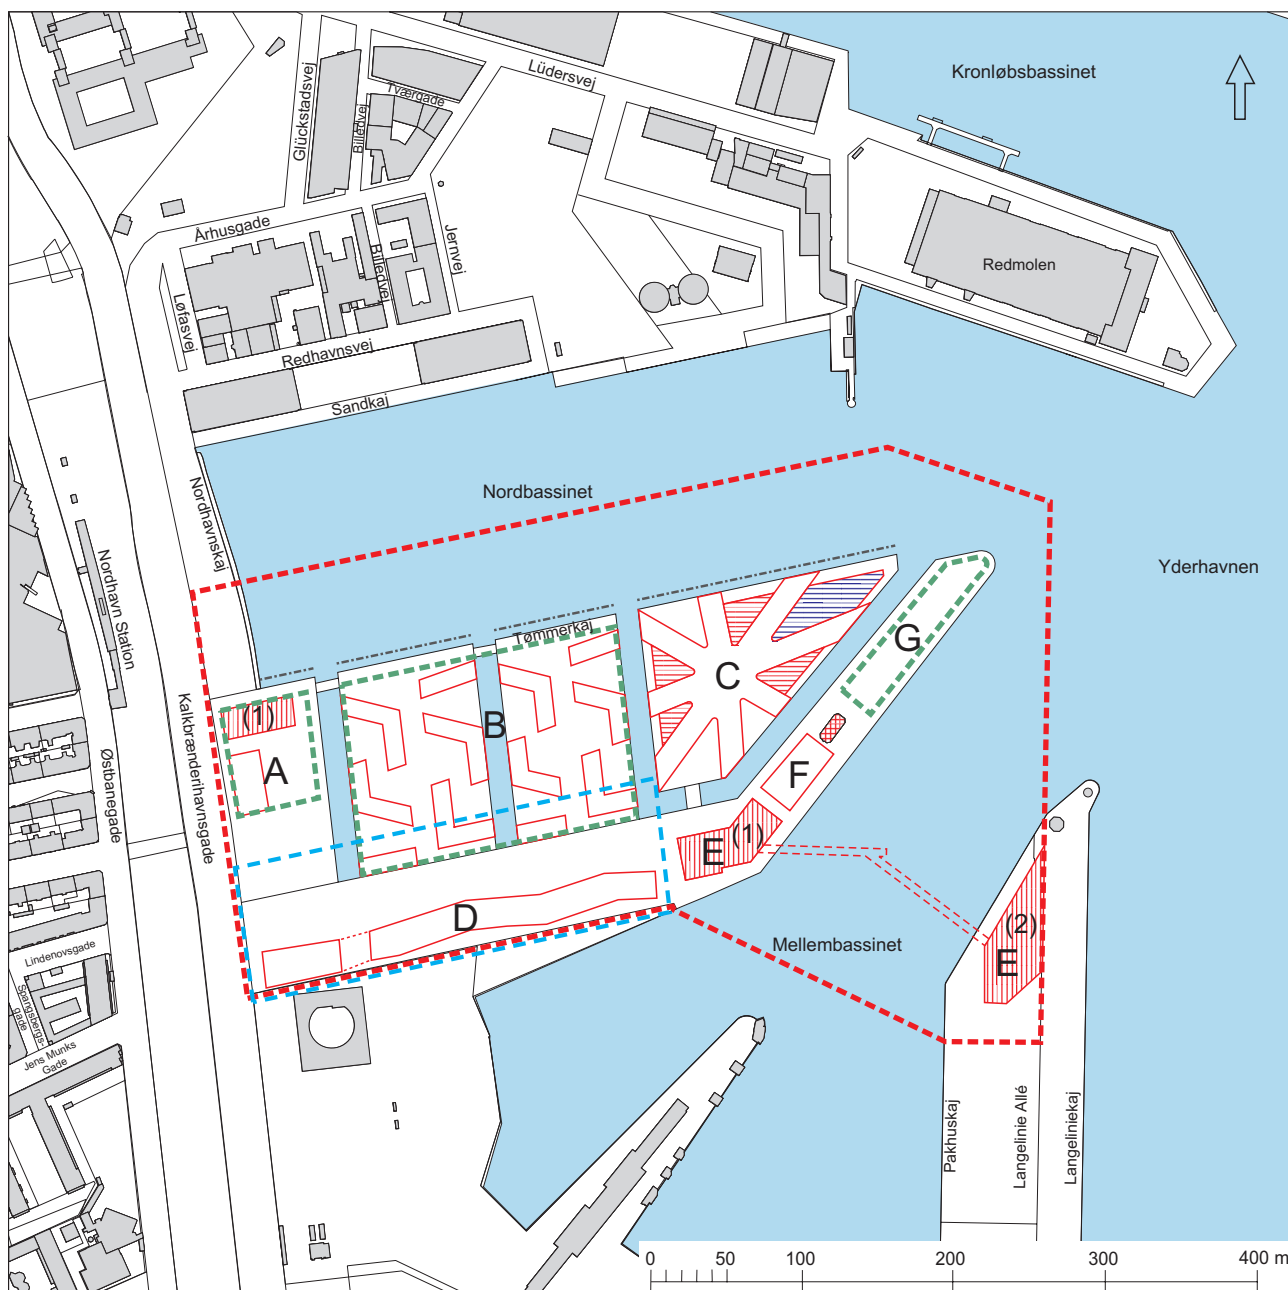 Kronløbsbassinet
Lüdersvej
Glückstadsvej
Tværgade
Billedvej
Århusgade
Jernvej
Billedvej
Redmolen
Løfasvej
Redhavnsvej
Sandkaj
Nordhavnskaj
Nordbassinet
Yderhavnen
Nordhavn Station
Tømmerkaj
G
C
B
(1)
A
F
Kalkbrænderihavnsgade
Østbanegade
(1)
E
D
(2)
E
Mellembassinet
Lindenovsgade
Spangsbergs-
gade
Jens Munks
Gade
Pakhuskaj
Langelinie Allé
Langeliniekaj
0 50 100 200 300 400 m